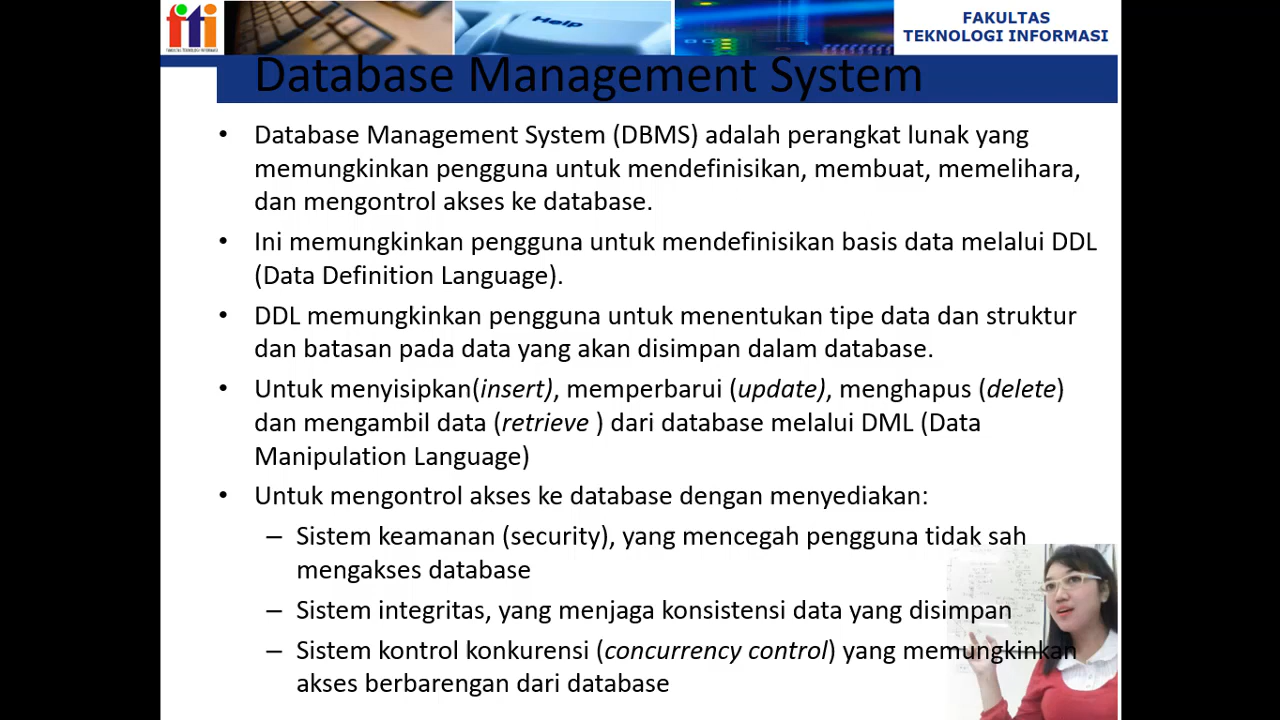 fiti
FAKULTAS TEKNOLOGI INFORMASI
Help
FAKULTAS
TEKNOLOGI INFORMASI
Database Management System
• Database Management System (DBMS) adalah perangkat lunak yang
memungkinkan pengguna untuk mendefinisikan, membuat, memelihara,
dan mengontrol akses ke database.
• Ini memungkinkan pengguna untuk mendefinisikan basis data melalui DDL
(Data Definition Language).
• DDL memungkinkan pengguna untuk menentukan tipe data dan struktur
dan batasan pada data yang akan disimpan dalam database.
• Untuk menyisipkan(insert), memperbarui (update), menghapus (delete)
dan mengambil data (retrieve ) dari database melalui DML (Data
Manipulation Language)
• Untuk mengontrol akses ke database dengan menyediakan:
– Sistem keamanan (security), yang mencegah pengguna tidak sah
mengakses database
– Sistem integritas, yang menjaga konsistensi data yang disimpan
– Sistem kontrol konkurensi (concurrency control) yang memungkinkan
akses berbarengan dari database